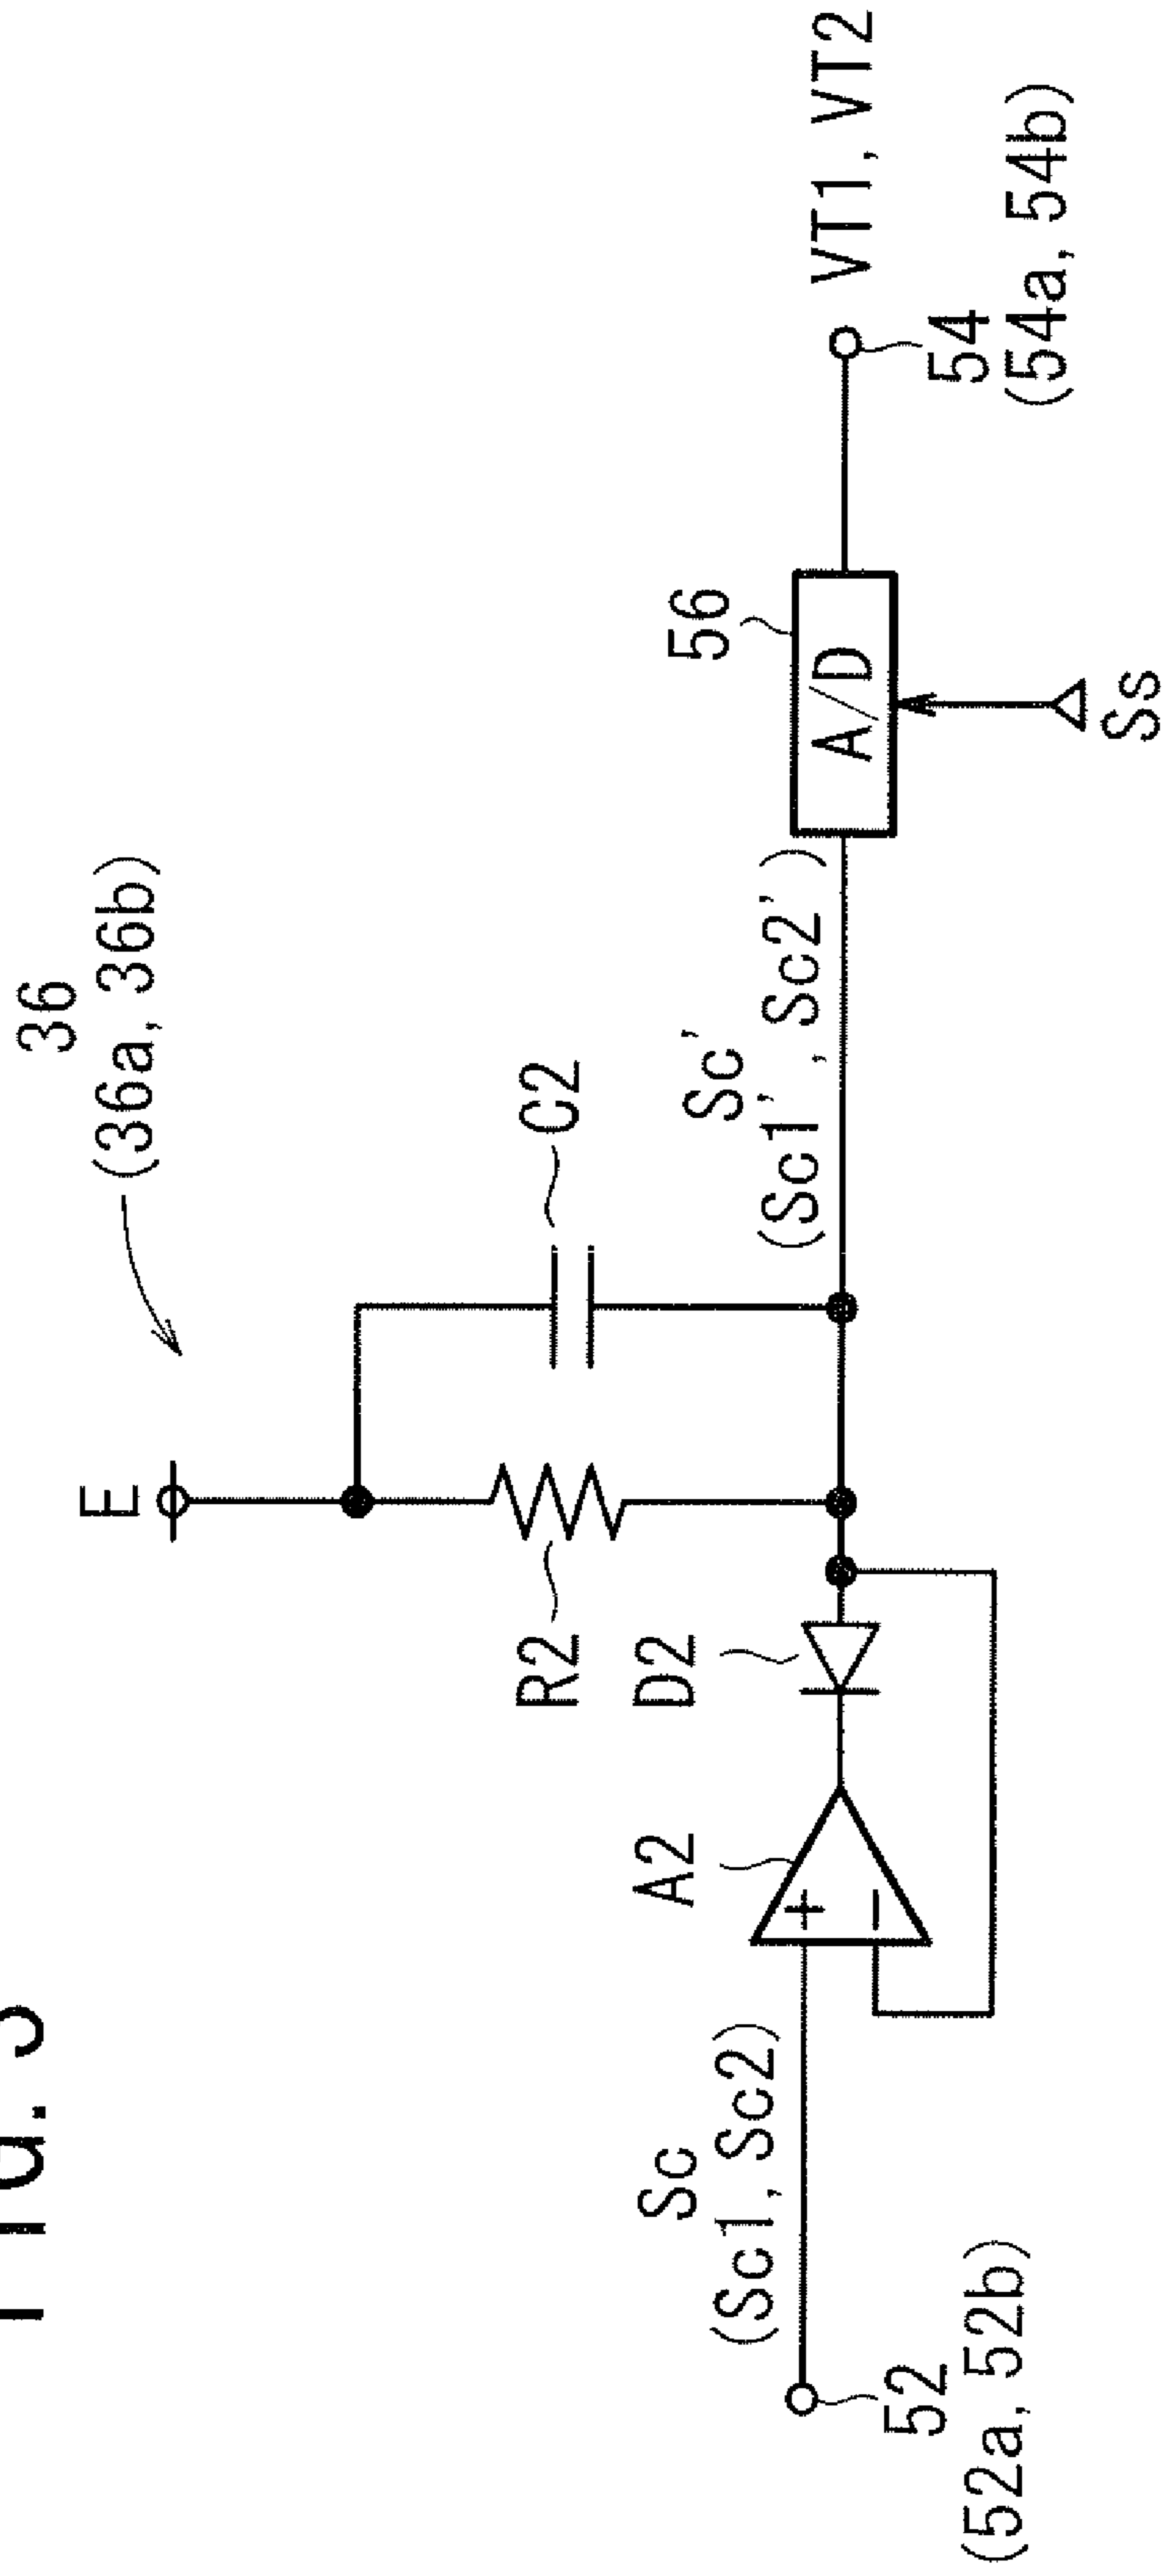 36
(36a, 36b)
E
R2
C2
D2
A2
Sc
(Sc1, Sc2)
52
(52a, 52b)
+
−
Sc'
(Sc1', Sc2')
56
A/D
Ss
VT1, VT2
54
(54a, 54b)